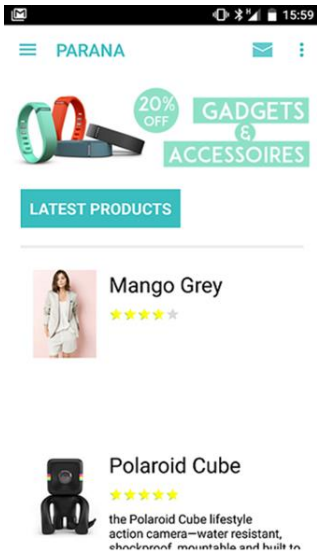 15:59
PARANA
20%
OFF
GADGETS
&
ACCESSOIRES
LATEST PRODUCTS
Mango Grey
Polaroid Cube
the Polaroid Cube lifestyle
action camera—water resistant,
shockproof, mountable and built to